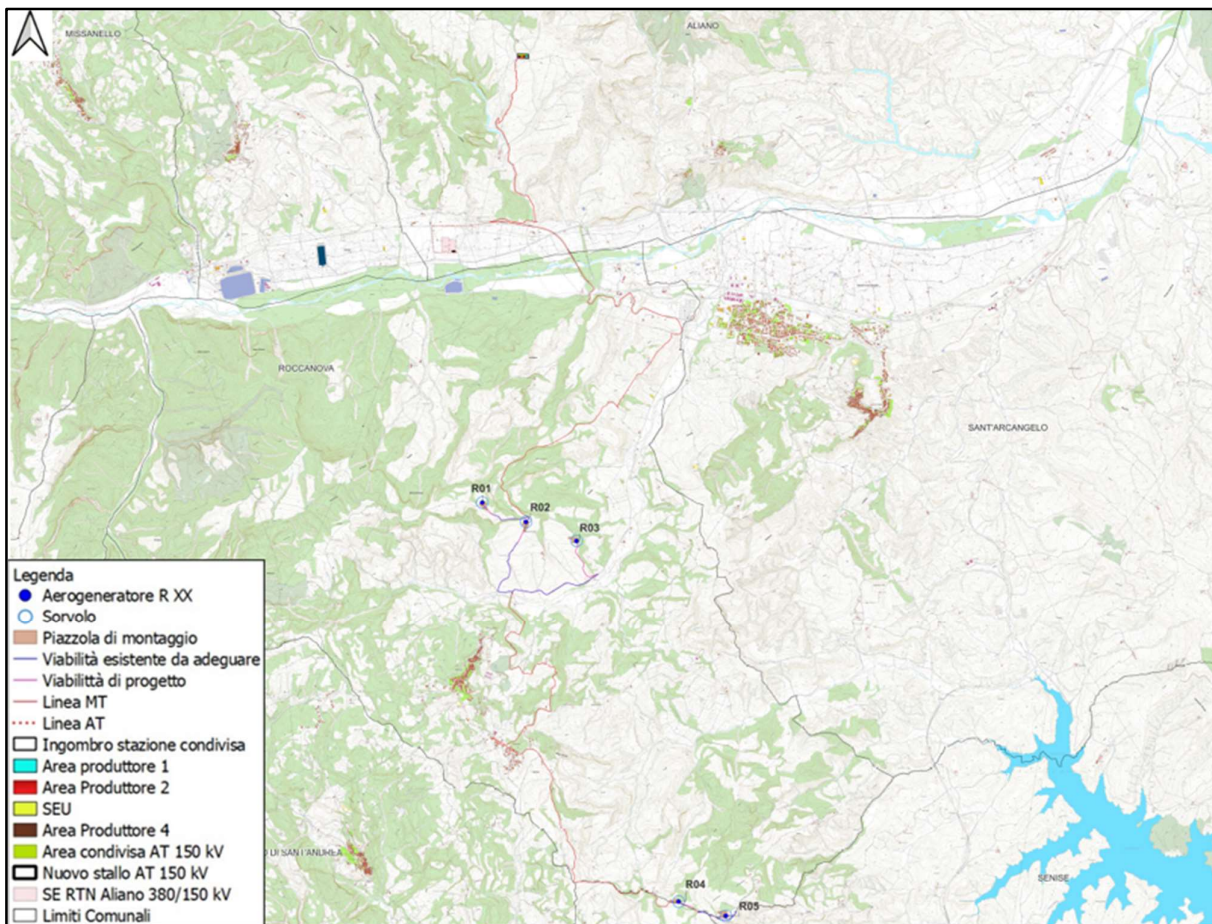 MISSANELLO
ALIANO
ROCCANOVA
SANT'ARCANGELO
R01
R02
R03
Legenda
Aerogeneratore R XX
Sorvolo
Piazzola di montaggio
Viabilità esistente da adeguare
Viabilittà di progetto
Linea MT
Linea AT
Ingombro stazione condivisa
Area produttore 1
Area Produttore 2
SEU
Area Produttore 4
Area condivisa AT 150 kV
Nuovo stallo AT 150 kV
SE RTN Aliano 380/150 kV
Limiti Comunali
O DI SANT'ANDREA
SENISE
R04
R05